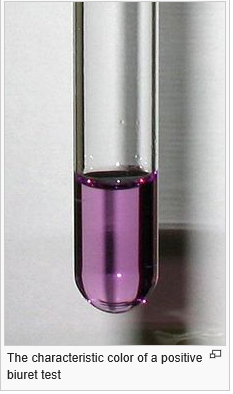 The characteristic color of a positive
biuret test